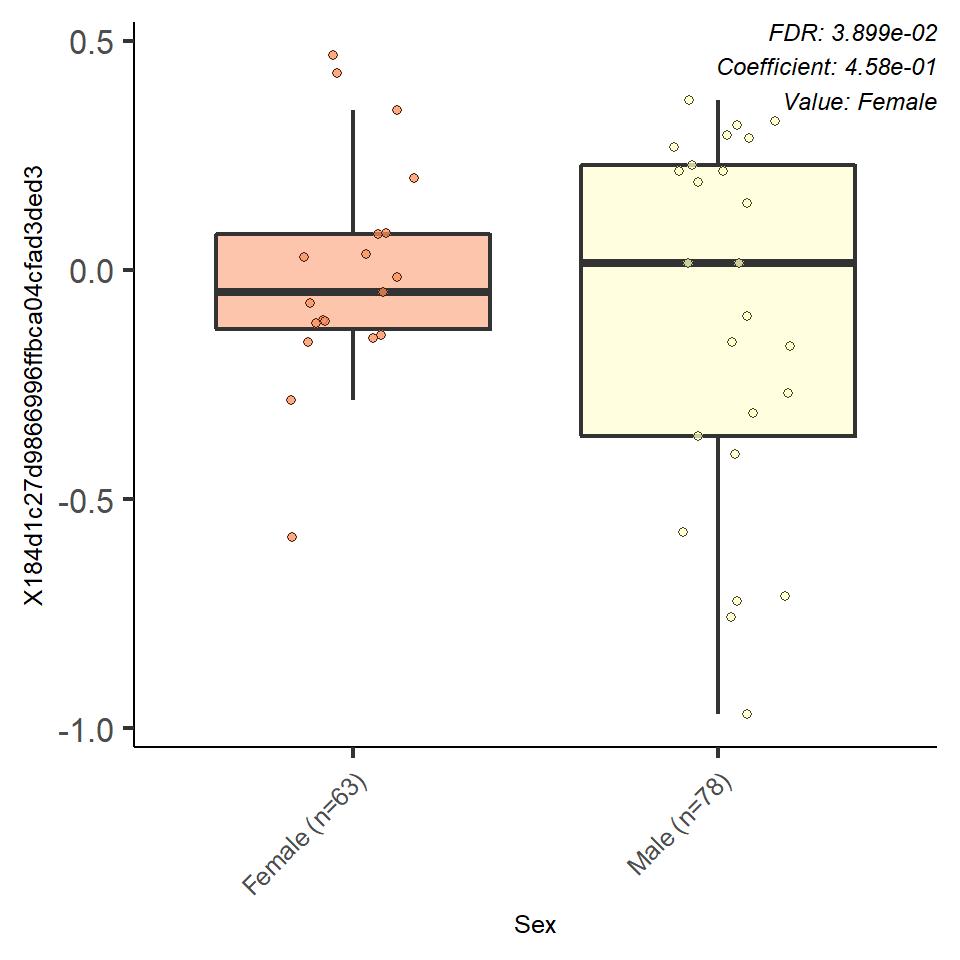 FDR: 3.899e-02
Coefficient: 4.58e-01
Value: Female
0.5
0.0
-0.5
-1.0
X184d1c27d9866996ffbca04cfad3ded3
Female (n=63)
Male (n=78)
Sex